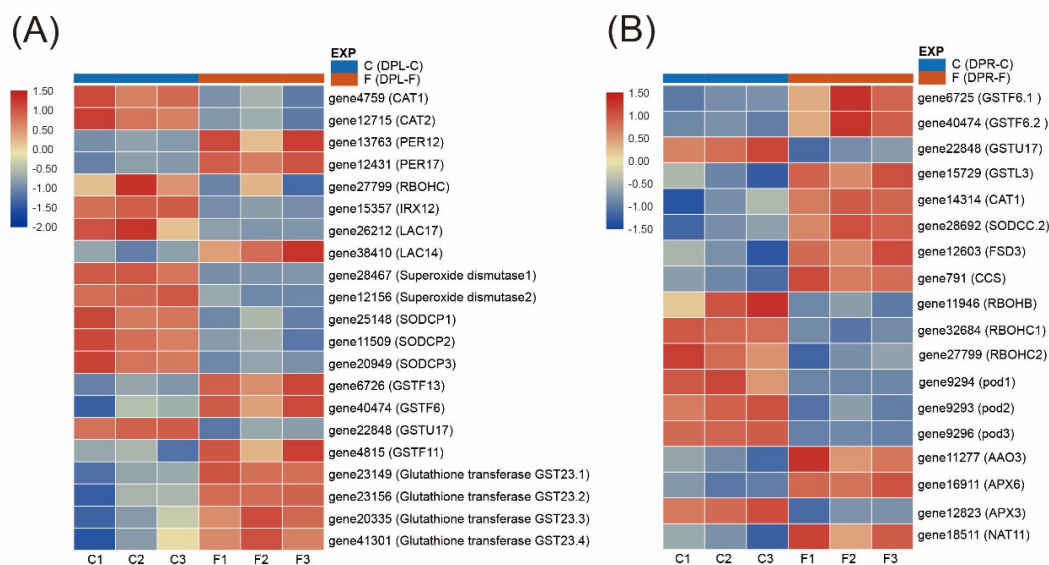 (A)
EXP
C (DPL-C)
F (DPL-F)
1.50
1.00
0.50
0.00
-0.50
-1.00
-1.50
-2.00
gene4759 (CAT1)
gene12715 (CAT2)
gene13763 (PER12)
gene12431 (PER17)
gene27799 (RBOHC)
gene15357 (IRX12)
gene26212 (LAC17)
gene38410 (LAC14)
gene28467 (Superoxide dismutase1)
gene12156 (Superoxide dismutase2)
gene25148 (SODCP1)
gene11509 (SODCP2)
gene20949 (SODCP3)
gene6726 (GSTF13)
gene40474 (GSTF6)
gene22848 (GSTU17)
gene4815 (GSTF11)
gene23149 (Glutathione transferase GST23.1)
gene23156 (Glutathione transferase GST23.2)
gene20335 (Glutathione transferase GST23.3)
gene41301 (Glutathione transferase GST23.4)
C1 C2 C3 F1 F2 F3
(B)
EXP
C (DPR-C)
F (DPR-F)
1.50
1.00
0.50
0.00
-0.50
-1.00
-1.50
gene6725 (GSTF6.1 )
gene40474 (GSTF6.2 )
gene22848 (GSTU17)
gene15729 (GSTL3)
gene14314 (CAT1)
gene28692 (SODCC.2)
gene12603 (FSD3)
gene791 (CCS)
gene11946 (RBOHB)
gene32684 (RBOHC1)
gene27799 (RBOHC2)
gene9294 (pod1)
gene9293 (pod2)
gene9296 (pod3)
gene11277 (AAO3)
gene16911 (APX6)
gene12823 (APX3)
gene18511 (NAT11)
C1 C2 C3 F1 F2 F3